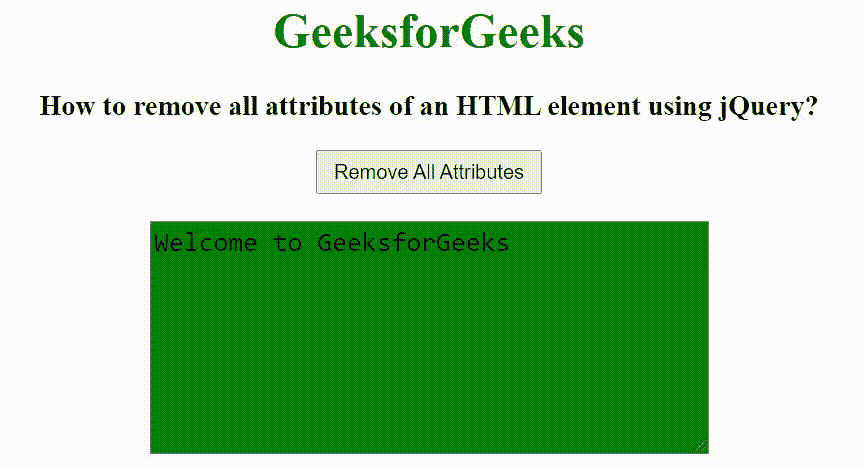 GeeksforGeeks
How to remove all attributes of an HTML element using jQuery?
Remove All Attributes
Welcome to GeeksforGeeks